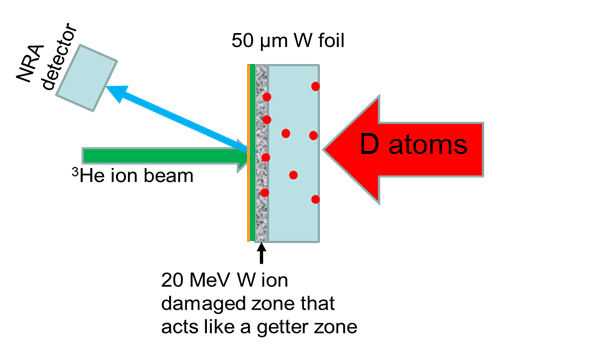 50 µm W foil
NRA
detector
D atoms
³He ion beam
20 MeV W ion
damaged zone that
acts like a getter zone